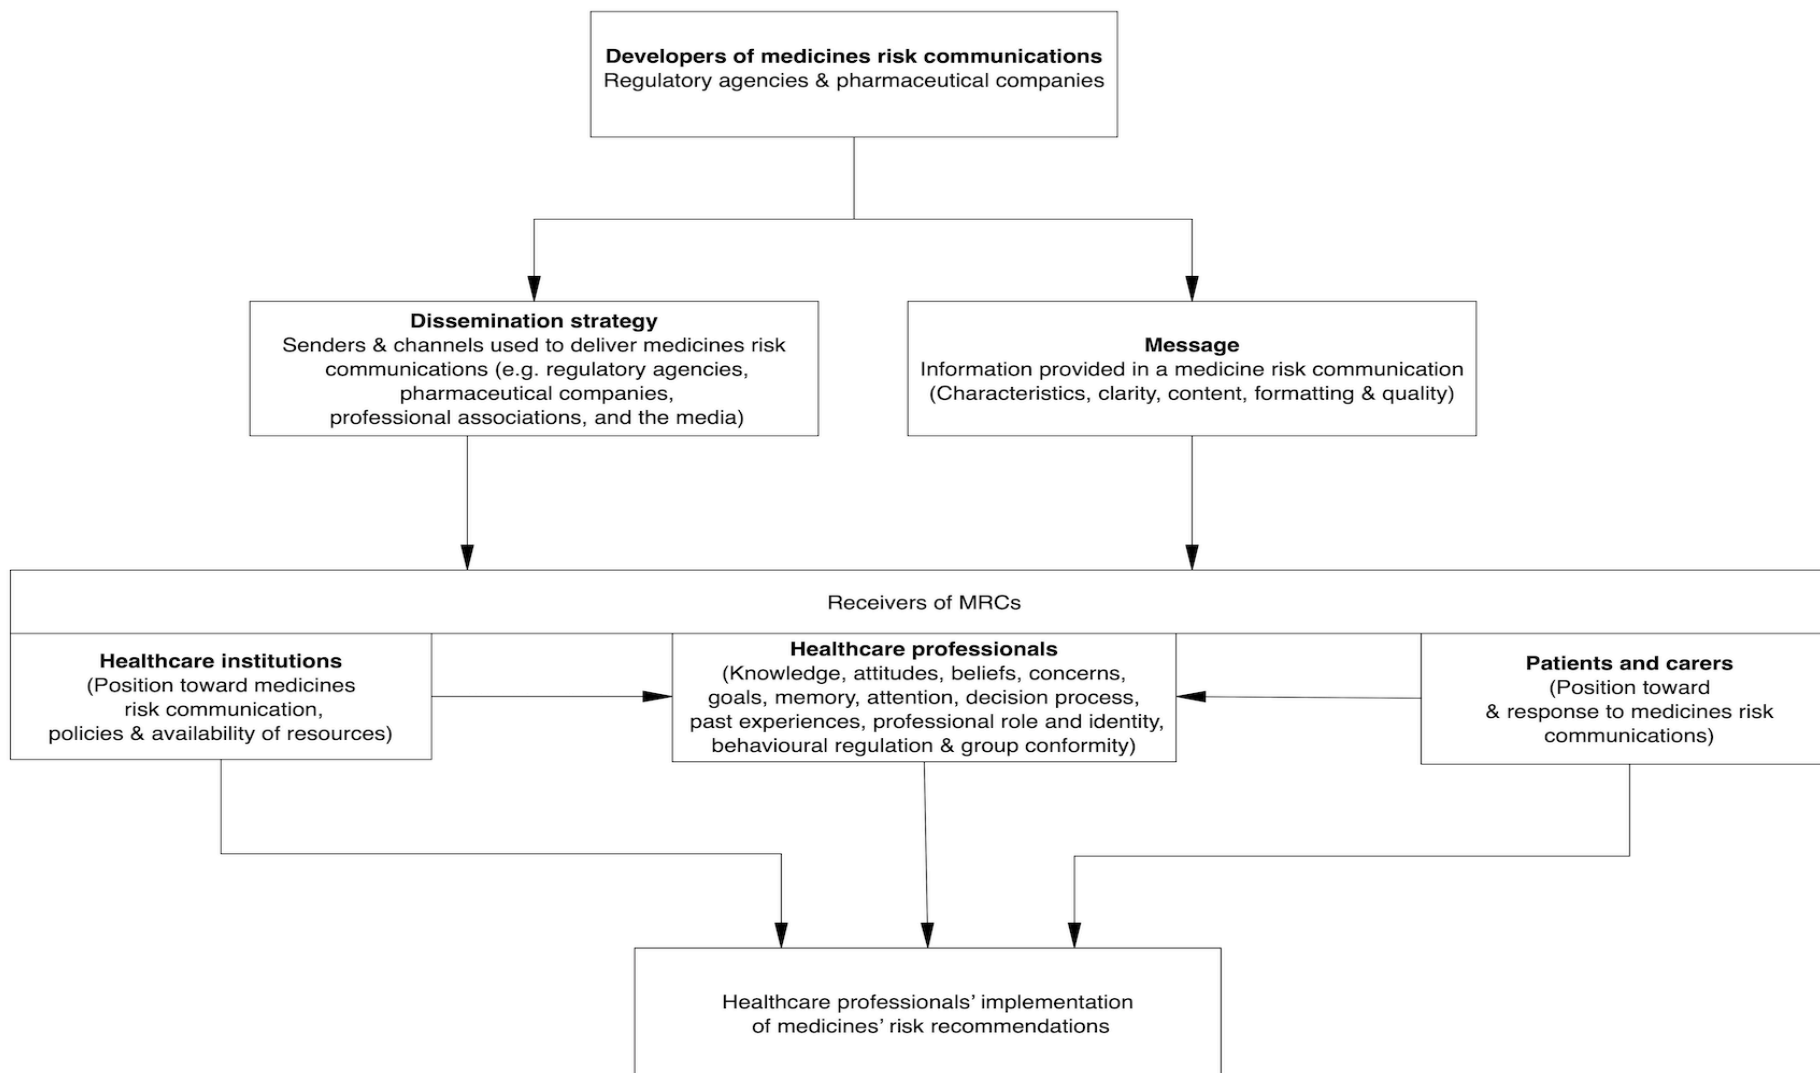 Developers of medicines risk communications
Regulatory agencies & pharmaceutical companies
Dissemination strategy
Senders & channels used to deliver medicines risk
communications (e.g. regulatory agencies,
pharmaceutical companies,
professional associations, and the media)
Message
Information provided in a medicine risk communication
(Characteristics, clarity, content, formatting & quality)
Receivers of MRCs
Healthcare institutions
(Position toward medicines
risk communication,
policies & availability of resources)
Healthcare professionals
(Knowledge, attitudes, beliefs, concerns,
goals, memory, attention, decision process,
past experiences, professional role and identity,
behavioural regulation & group conformity)
Patients and carers
(Position toward
& response to medicines risk
communications)
Healthcare professionals’ implementation
of medicines’ risk recommendations